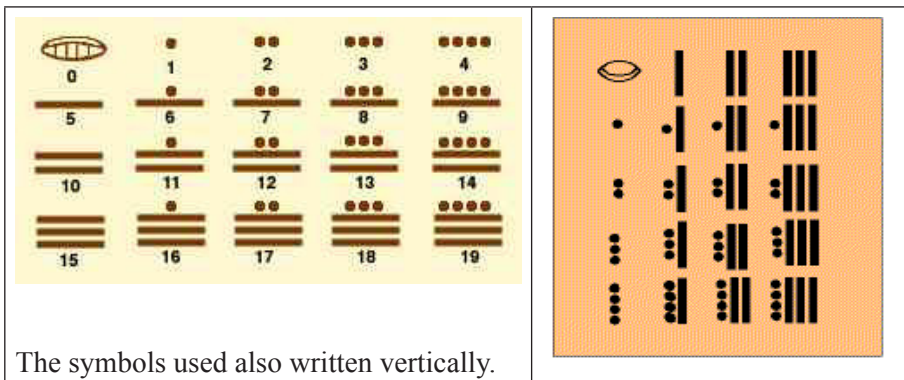 0 1 2 3 4
5 6 7 8 9
10 11 12 13 14
15 16 17 18 19
The symbols used also written vertically.